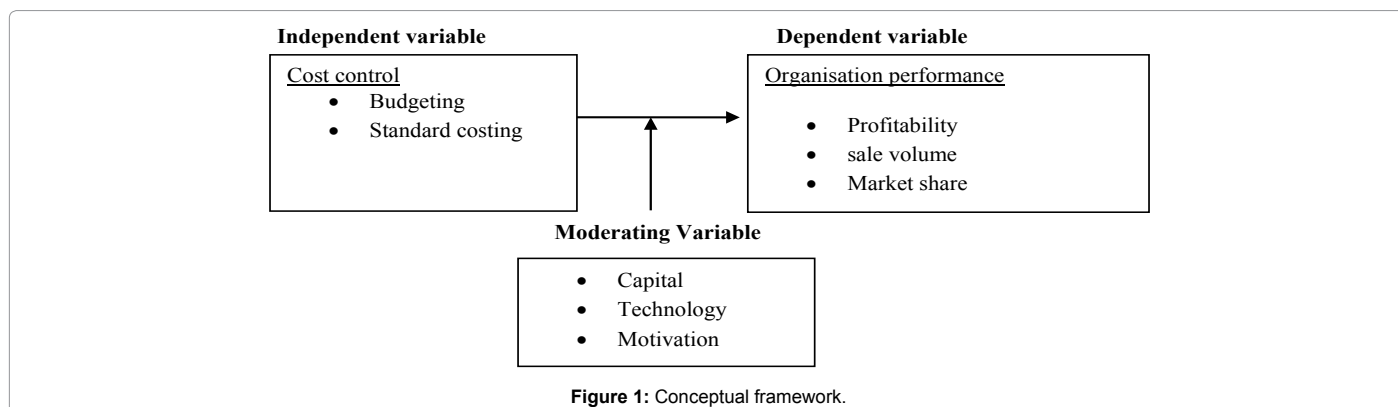 Independent variable
Cost control
• Budgeting
• Standard costing
Dependent variable
Organisation performance
• Profitability
• sale volume
• Market share
Moderating Variable
• Capital
• Technology
• Motivation
Figure 1: Conceptual framework.